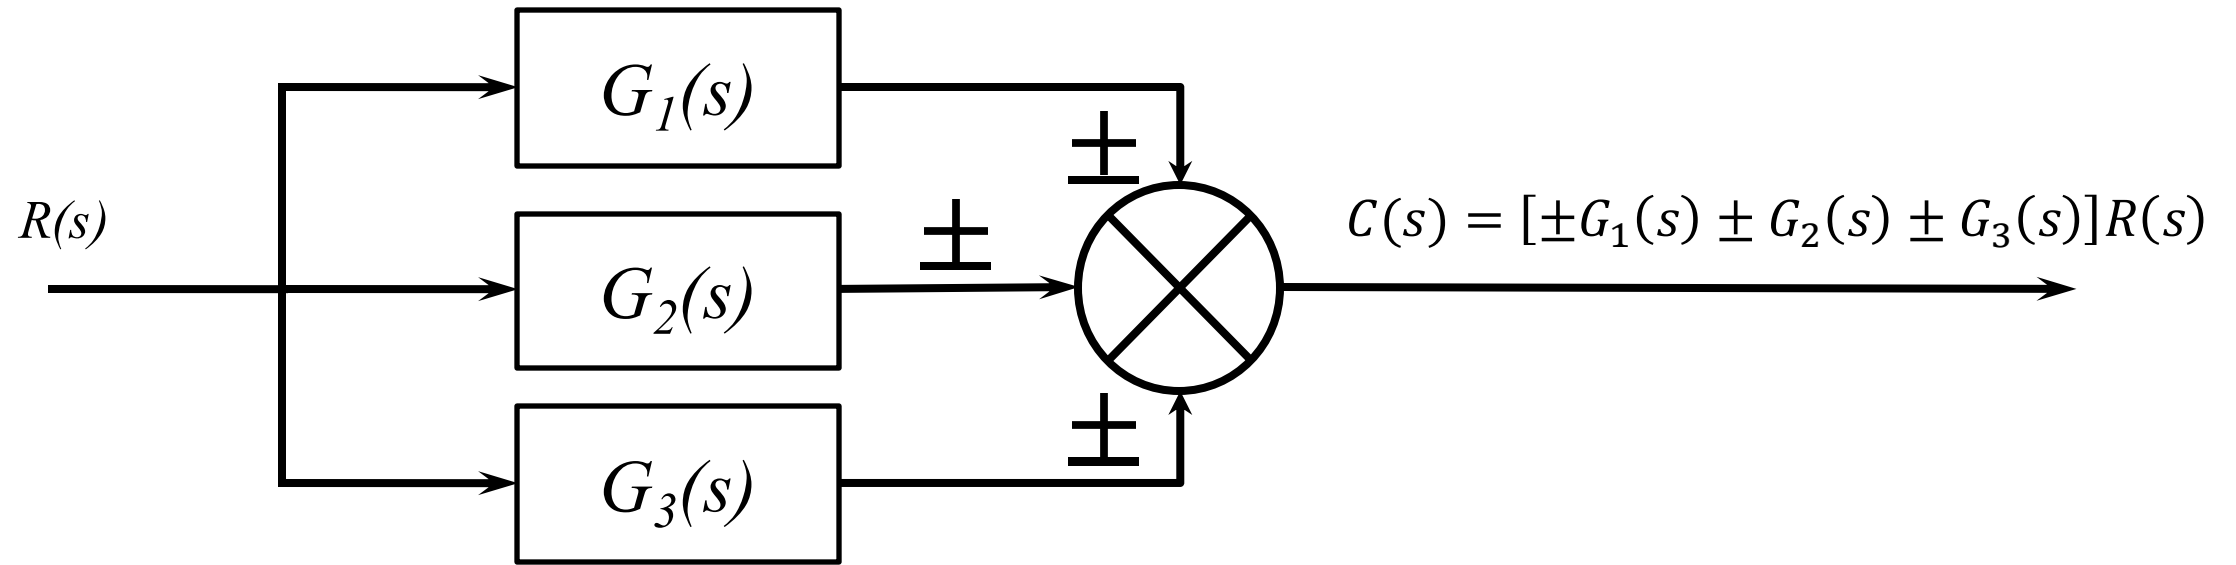 G₁(s)
±
R(s)
±
C(s) = [±G₁(s) ± G₂(s) ± G₃(s)]R(s)
G₂(s)
±
G₃(s)